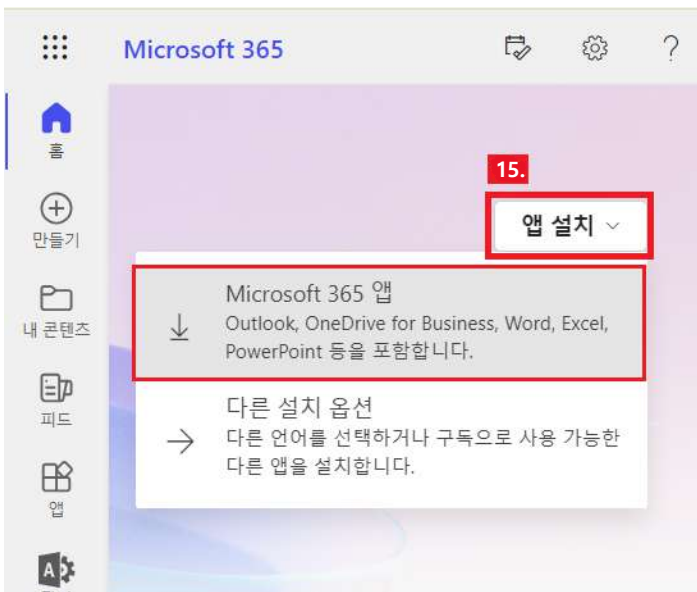 Microsoft 365
홈
15.
만들기
앱 설치
Microsoft 365 앱
Outlook, OneDrive for Business, Word, Excel,
PowerPoint 등을 포함합니다.
내 콘텐츠
다른 설치 옵션
다른 언어를 선택하거나 구독으로 사용 가능한
다른 앱을 설치합니다.
피드
앱
A